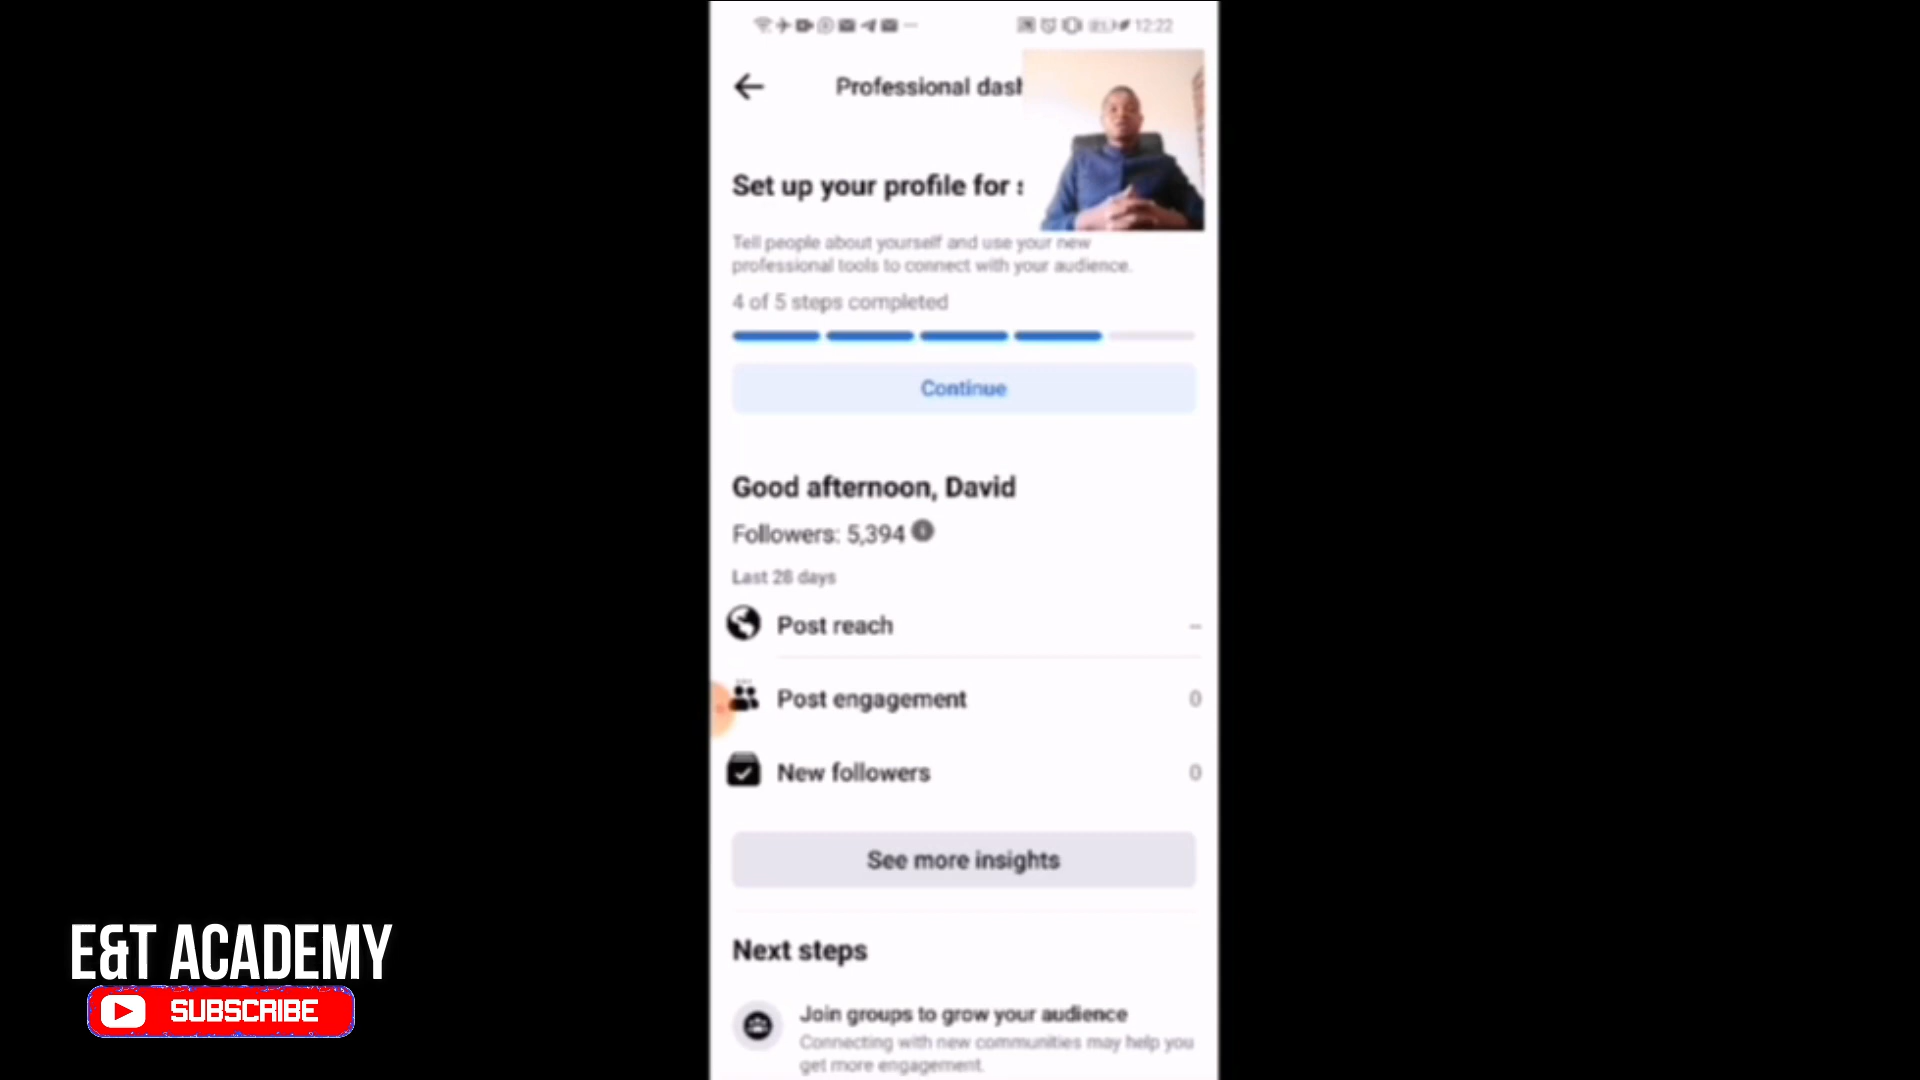 12:22
Professional dash
Set up your profile for s
Tell people about yourself and use your new
professional tools to connect with your audience.
4 of 5 steps completed
Continue
Good afternoon, David
Followers: 5,394
Last 28 days
Post reach –
Post engagement 0
New followers 0
See more insights
Next steps
Join groups to grow your audience
Connecting with new communities may help you
get more engagement.
E&T ACADEMY
SUBSCRIBE